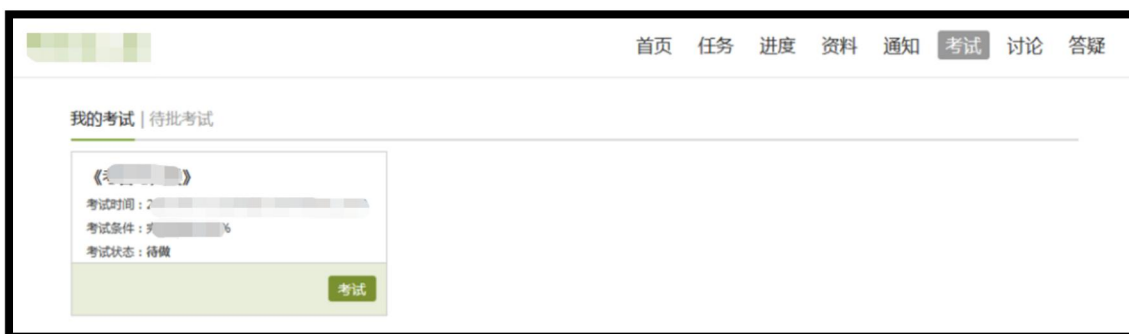 首页 任务 进度 资料 通知 考试 讨论 答疑
我的考试 | 待批考试
《 》
考试时间：2
考试条件： %
考试状态：待做
考试